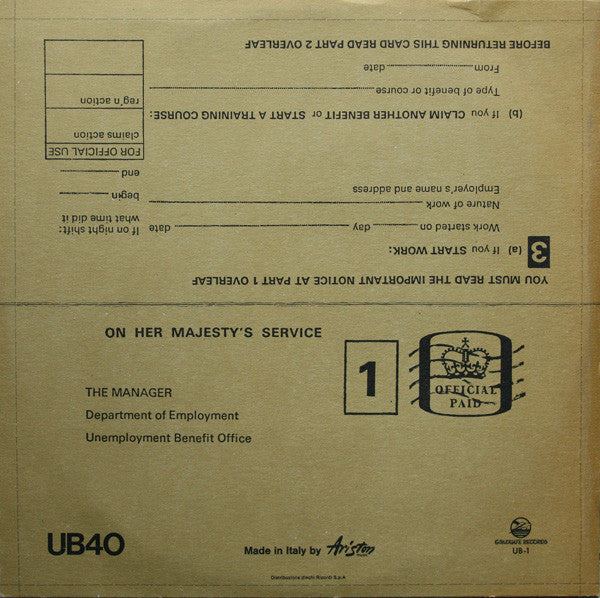 YOU MUST READ THE IMPORTANT NOTICE AT PART 1 OVERLEAF
3 (a) If you START WORK:
Work started on day date
Nature of work
Employer's name and address
If on night shift:
what time did it
begin
end
(b) If you CLAIM ANOTHER BENEFIT or START A TRAINING COURSE:
Type of benefit or course
From date
BEFORE RETURNING THIS CARD READ PART 2 OVERLEAF
FOR OFFICIAL USE
claims action
reg'n action
ON HER MAJESTY'S SERVICE
1
OFFICIAL
PAID
THE MANAGER
Department of Employment
Unemployment Benefit Office
UB40
Made in Italy by Ariston
Distribuzione dischi Ricordi S.p.A
GRADUATE RECORDS
UB-1